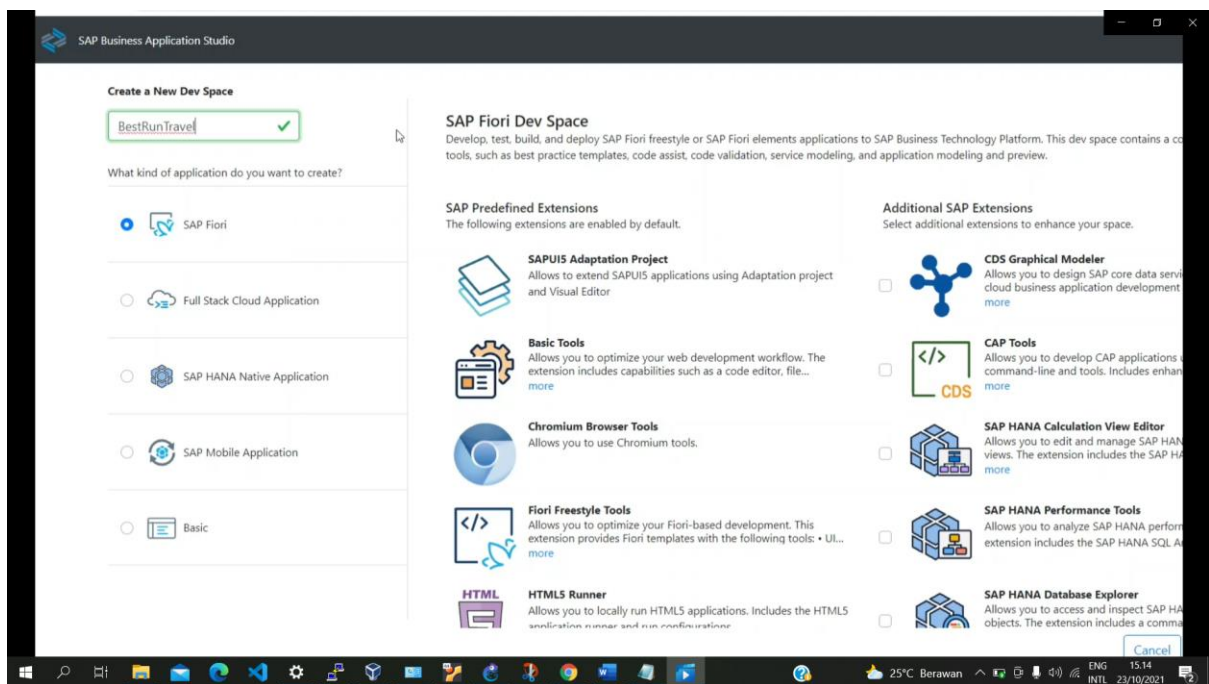 SAP Business Application Studio
Create a New Dev Space
BestRunTravel
What kind of application do you want to create?
SAP Fiori
Full Stack Cloud Application
SAP HANA Native Application
SAP Mobile Application
Basic
SAP Fiori Dev Space
Develop, test, build, and deploy SAP Fiori freestyle or SAP Fiori elements applications to SAP Business Technology Platform. This dev space contains a
tools, such as best practice templates, code assist, code validation, service modeling, and application modeling and preview.
SAP Predefined Extensions
The following extensions are enabled by default.
SAPUI5 Adaptation Project
Allows to extend SAPUI5 applications using Adaptation project
and Visual Editor
Basic Tools
Allows you to optimize your web development workflow. The
extension includes capabilities such as a code editor, file...
more
Chromium Browser Tools
Allows you to use Chromium tools.
</>
Fiori Freestyle Tools
Allows you to optimize your Fiori-based development. This
extension provides Fiori templates with the following tools: • UI...
more
HTML
HTML5 Runner
Allows you to locally run HTML5 applications. Includes the HTML5
application runner and run configurations
Additional SAP Extensions
Select additional extensions to enhance your space.
CDS Graphical Modeler
Allows you to design SAP core data servi
cloud business application development
more
</>
CDS
CAP Tools
Allows you to develop CAP applications
command-line and tools. Includes enhan
more
SAP HANA Calculation View Editor
Allows you to edit and manage SAP HAN
views. The extension includes the SAP HA
more
SAP HANA Performance Tools
Allows you to analyze SAP HANA perform
extension includes the SAP HANA SQL A
SAP HANA Database Explorer
Allows you to access and inspect SAP HA
objects. The extension includes a comma
Cancel
25°C Berawan
ENG
INTL
15.14
23/10/2021
2